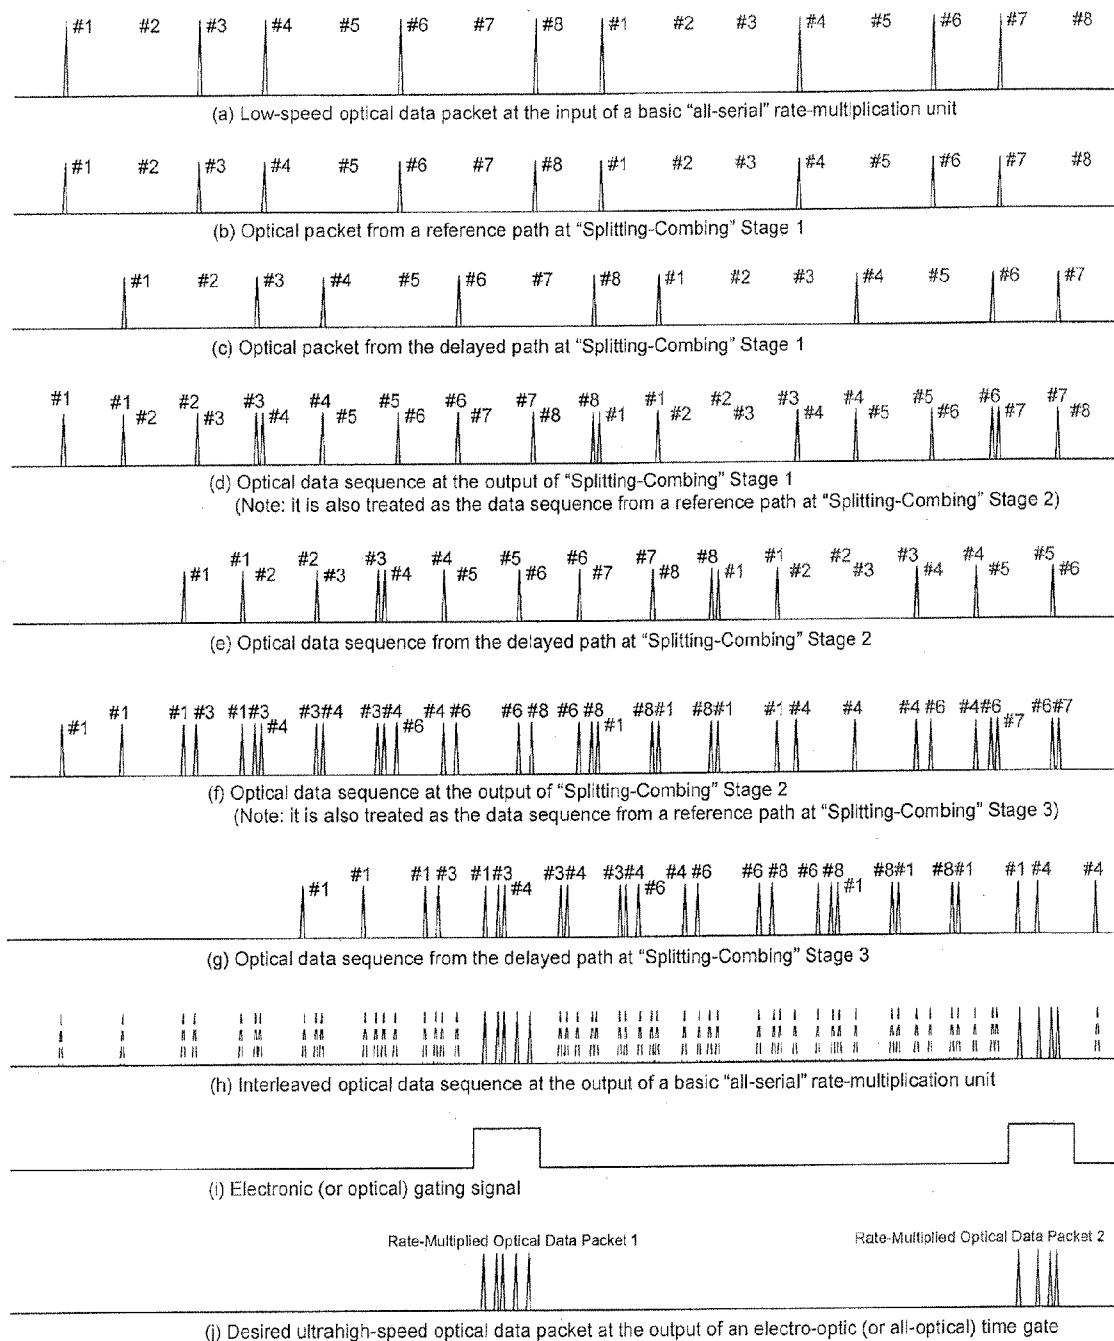 #1 #2 #3 #4 #5 #6 #7 #8 #1 #2 #3 #4 #5 #6 #7 #8
(a) Low-speed optical data packet at the input of a basic “all-serial” rate-multiplication unit
#1 #2 #3 #4 #5 #6 #7 #8 #1 #2 #3 #4 #5 #6 #7 #8
(b) Optical packet from a reference path at “Splitting-Combing” Stage 1
#1 #2 #3 #4 #5 #6 #7 #8 #1 #2 #3 #4 #5 #6 #7
(c) Optical packet from the delayed path at “Splitting-Combing” Stage 1
#1 #1 #2 #3 #4 #5 #6 #7 #8 #1 #2 #3 #4 #5 #6 #7
#2 #3 #4 #5 #6 #7 #8 #1 #2 #3 #4 #5 #6 #7 #8
(d) Optical data sequence at the output of “Splitting-Combing” Stage 1
(Note: it is also treated as the data sequence from a reference path at “Splitting-Combing” Stage 2)
#1 #2 #3 #4 #5 #6 #7 #8 #1 #2 #3 #4 #5
#1 #2 #3 #4 #5 #6 #7 #8 #1 #2 #3 #4 #5 #6
(e) Optical data sequence from the delayed path at “Splitting-Combing” Stage 2
#1 #1 #3 #1#3 #3#4 #3#4 #4 #6 #6 #8 #6 #8 #8#1 #8#1 #1 #4 #4 #4 #6 #4#6 #6#7
#1 #4 #6 #1 #7
(f) Optical data sequence at the output of “Splitting-Combing” Stage 2
(Note: it is also treated as the data sequence from a reference path at “Splitting-Combing” Stage 3)
#1 #1 #3 #1#3 #3#4 #3#4 #4 #6 #6 #8 #6 #8 #8#1 #8#1 #1 #4 #4
#1 #4 #6 #1
(g) Optical data sequence from the delayed path at “Splitting-Combing” Stage 3
(h) Interleaved optical data sequence at the output of a basic “all-serial” rate-multiplication unit
(i) Electronic (or optical) gating signal
Rate-Multiplied Optical Data Packet 1 Rate-Multiplied Optical Data Packet 2
(j) Desired ultrahigh-speed optical data packet at the output of an electro-optic (or all-optical) time gate